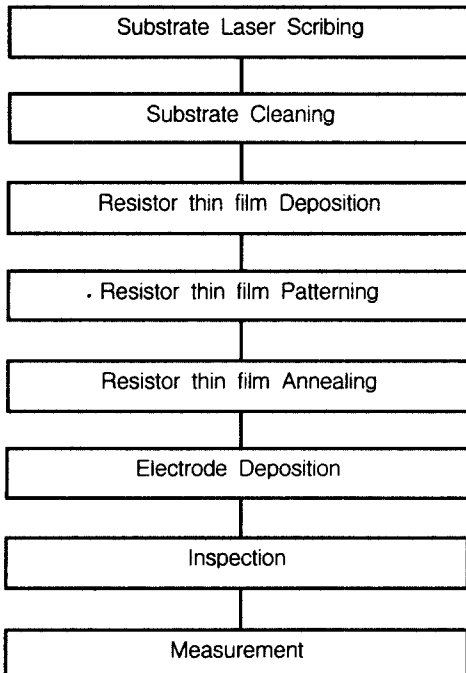 Substrate Laser Scribing
Substrate Cleaning
Resistor thin film Deposition
Resistor thin film Patterning
Resistor thin film Annealing
Electrode Deposition
Inspection
Measurement